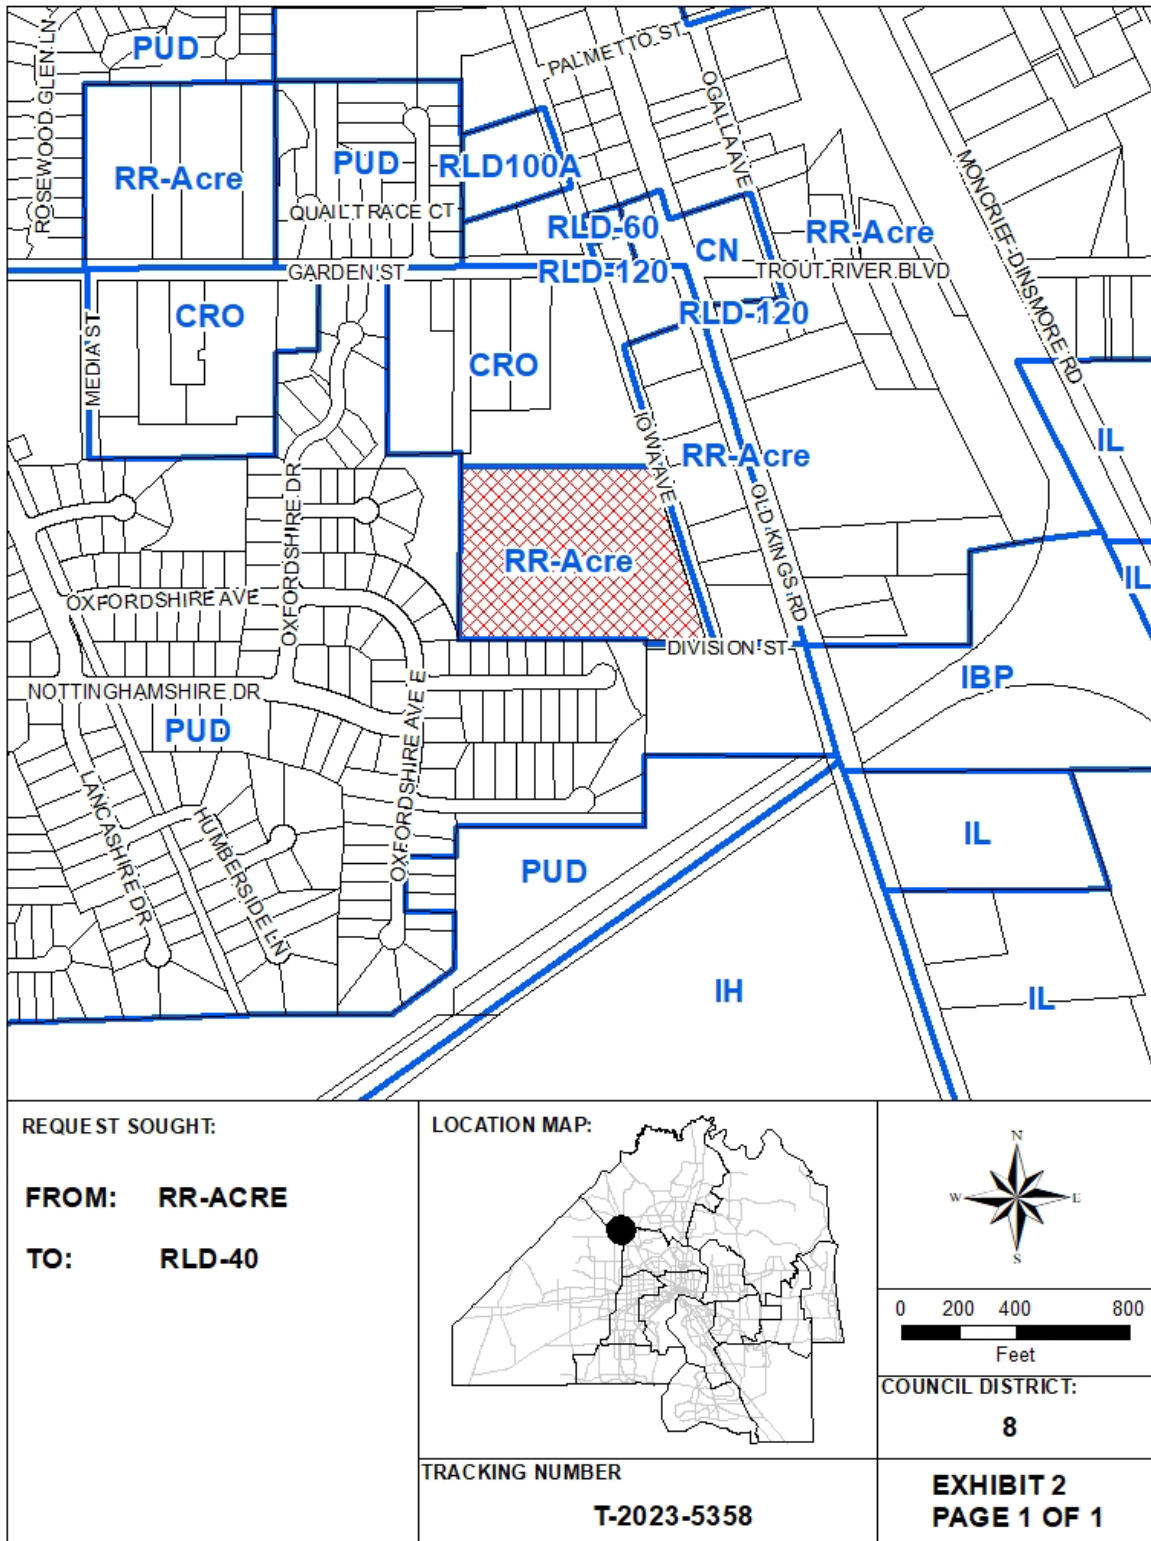 PUD
ROSEWOOD GLEN LN
PALMETTO ST
OGALLA AVE
MONCRIEF-DINSMORE RD
RR-Acre
PUD
RLD100A
QUAIL TRACE CT
RLD-60
CN
RR-Acre
GARDEN ST
RLD-120
TROUT RIVER BLVD
MEDIA ST
CRO
RLD-120
CRO
IOWA AVE
RR-Acre
IL
OLD KINGS RD
OXFORDSHIRE DR
RR-Acre
IL
OXFORDSHIRE AVE
DIVISION ST
NOTTINGHAMSHIRE DR
IBP
PUD
OXFORDSHIRE AVE E
LANCASHIRE DR
HUMBERSIDE LN
IL
PUD
IH
IL
REQUEST SOUGHT:
FROM: RR-ACRE
TO: RLD-40
LOCATION MAP:
N
W E
S
0 200 400 800
Feet
COUNCIL DISTRICT:
8
TRACKING NUMBER
T-2023-5358
EXHIBIT 2
PAGE 1 OF 1